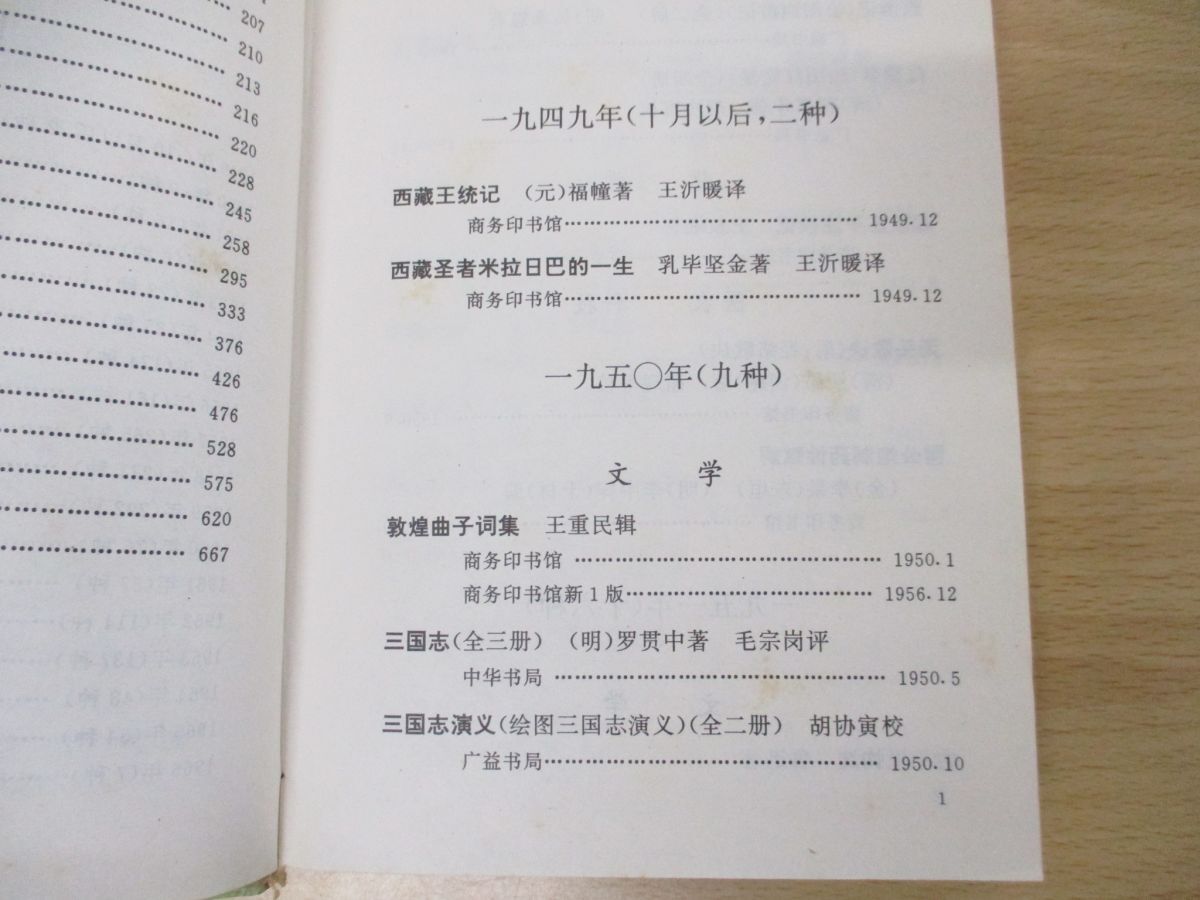 207
210
213
216
220
228
245
258
295
333
376
426
476
528
575
620
667
一九四九年(十月以后,二种)
西藏王统记 (元)福幢著 王沂暖译
商务印书馆…………………………………… 1949.12
西藏圣者米拉日巴的一生 乳毕坚金著 王沂暖译
商务印书馆…………………………………… 1949.12
一九五〇年(九种)
文 学
敦煌曲子词集 王重民辑
商务印书馆 …………………………………… 1950.1
商务印书馆新1版…………………………… 1956.12
三国志(全三册) (明)罗贯中著 毛宗岗评
中华书局 ……………………………………… 1950.5
三国志演义(绘图三国志演义)(全二册) 胡协寅校
广益书局……………………………………… 1950.10
1